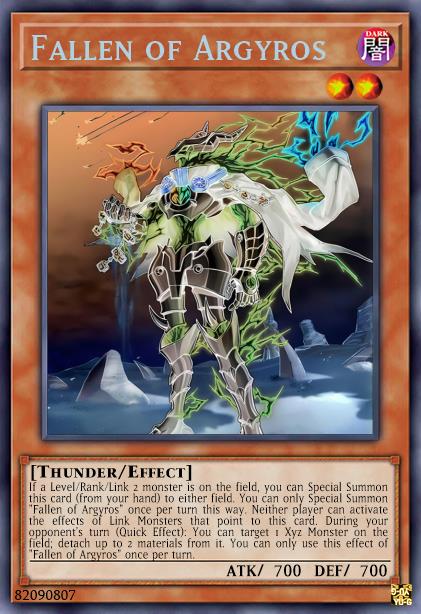 Fallen of Argyros
DARK
闇
[Thunder/Effect]
If a Level/Rank/Link 2 monster is on the field, you can Special Summon
this card (from your hand) to either field. You can only Special Summon
"Fallen of Argyros" once per turn this way. Neither player can activate
the effects of Link Monsters that point to this card. During your
opponent's turn (Quick Effect): You can target 1 Xyz Monster on the
field; detach up to 2 materials from it. You can only use this effect of
"Fallen of Argyros" once per turn.
ATK/ 700 DEF/ 700
82090807